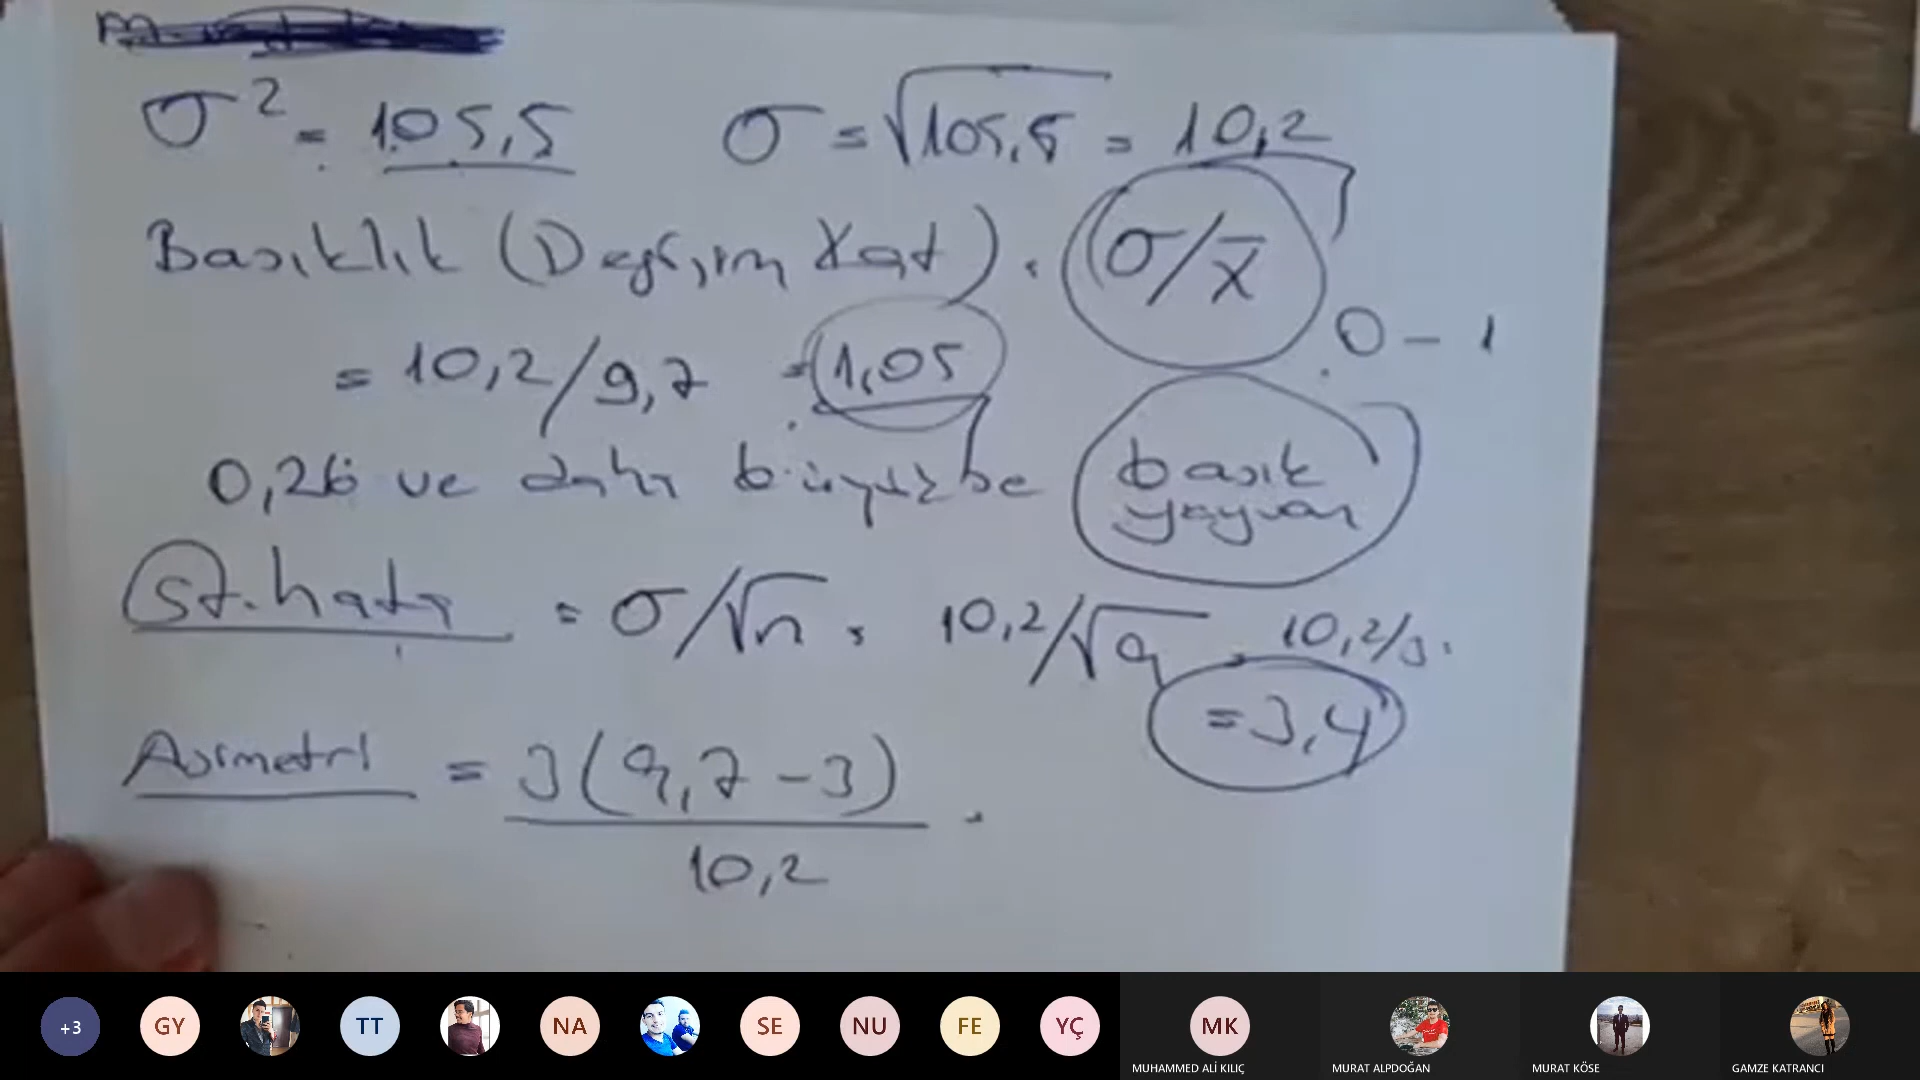 σ² = 105,5 σ = √105,5 = 10,2
Basıklık (Değişim Kat) = σ/x̄
0 - 1
= 10,2/9,7 = 1,05
0,26 ve daha büyükse basık
yayvan
St. hata = σ/√n = 10,2/√9 = 10,2/3 =
= 3,4
Asimetri = 3(9,7 - 3)
10,2
+3 GY TT NA SE NU FE YÇ MK
MUHAMMED ALİ KILIÇ MURAT ALPDOĞAN MURAT KÖSE GAMZE KATRANCI